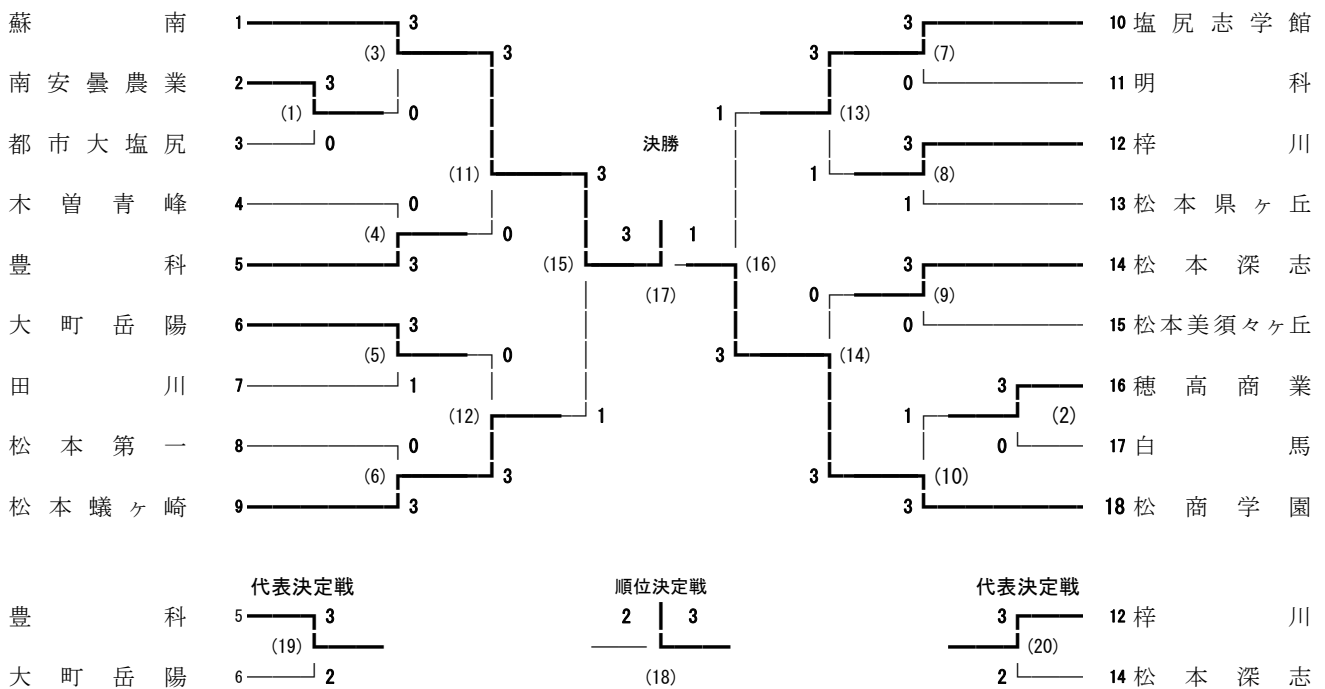 蘇南 1 3 3 10 塩尻志学館
(3) 3 3 (7)
南安曇農業 2 3 0 11 明科
(1) 0 1 (13)
都市大塩尻 3 0 決勝 3 12 梓川
(11) 3 1 (8)
木曽青峰 4 0 1 13 松本県ヶ丘
(4) 0 3 1
豊科 5 3 (15) (16) 3 14 松本深志
(17) 0 (9)
大町岳陽 6 3 0 15 松本美須々ヶ丘
(5) 0 3 (14)
田川 7 1 3 16 穂高商業
(12) 1 1 (2)
松本第一 8 0 0 17 白馬
(6) 3 3 (10)
松本蟻ヶ崎 9 3 3 18 松商学園
代表決定戦 順位決定戦 代表決定戦
豊科 5 3 2 3 3 12 梓川
(19) (20)
大町岳陽 6 2 (18) 2 14 松本深志